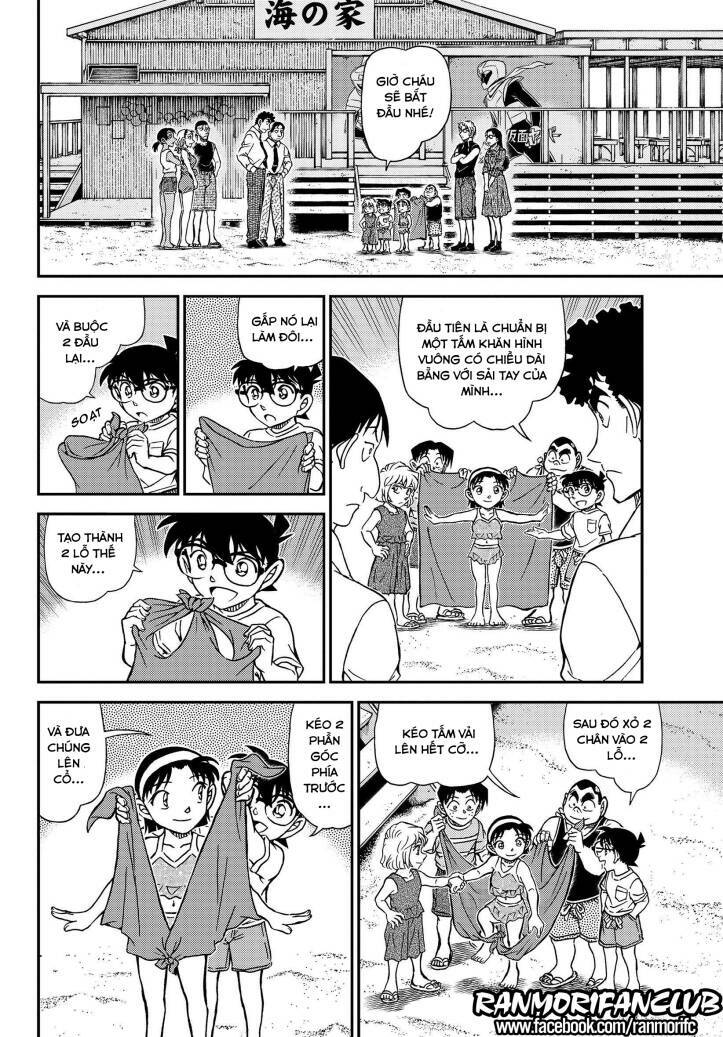 海の家
GIỜ CHÁU
SẼ BẮT
ĐẦU NHÉ!
仮面
ĐẦU TIÊN LÀ CHUẨN BỊ
MỘT TẤM KHĂN HÌNH
VUÔNG CÓ CHIỀU DÀI
BẰNG VỚI SẢI TAY CỦA
MÌNH...
GẤP NÓ LẠI
LÀM ĐÔI...
VÀ BUỘC
2 ĐẦU
LẠI...
SOẠT
TẠO THÀNH
2 LỖ THẾ
NÀY...
SAU ĐÓ XỎ 2
CHÂN VÀO 2
LỖ...
KÉO TẤM VẢI
LÊN HẾT CỠ...
KÉO 2
PHẦN
GÓC
PHÍA
TRƯỚC
...
VÀ ĐƯA
CHÚNG
LÊN
CỔ...
RANMORIFANCLUB
www.facebook.com/ranmorifc